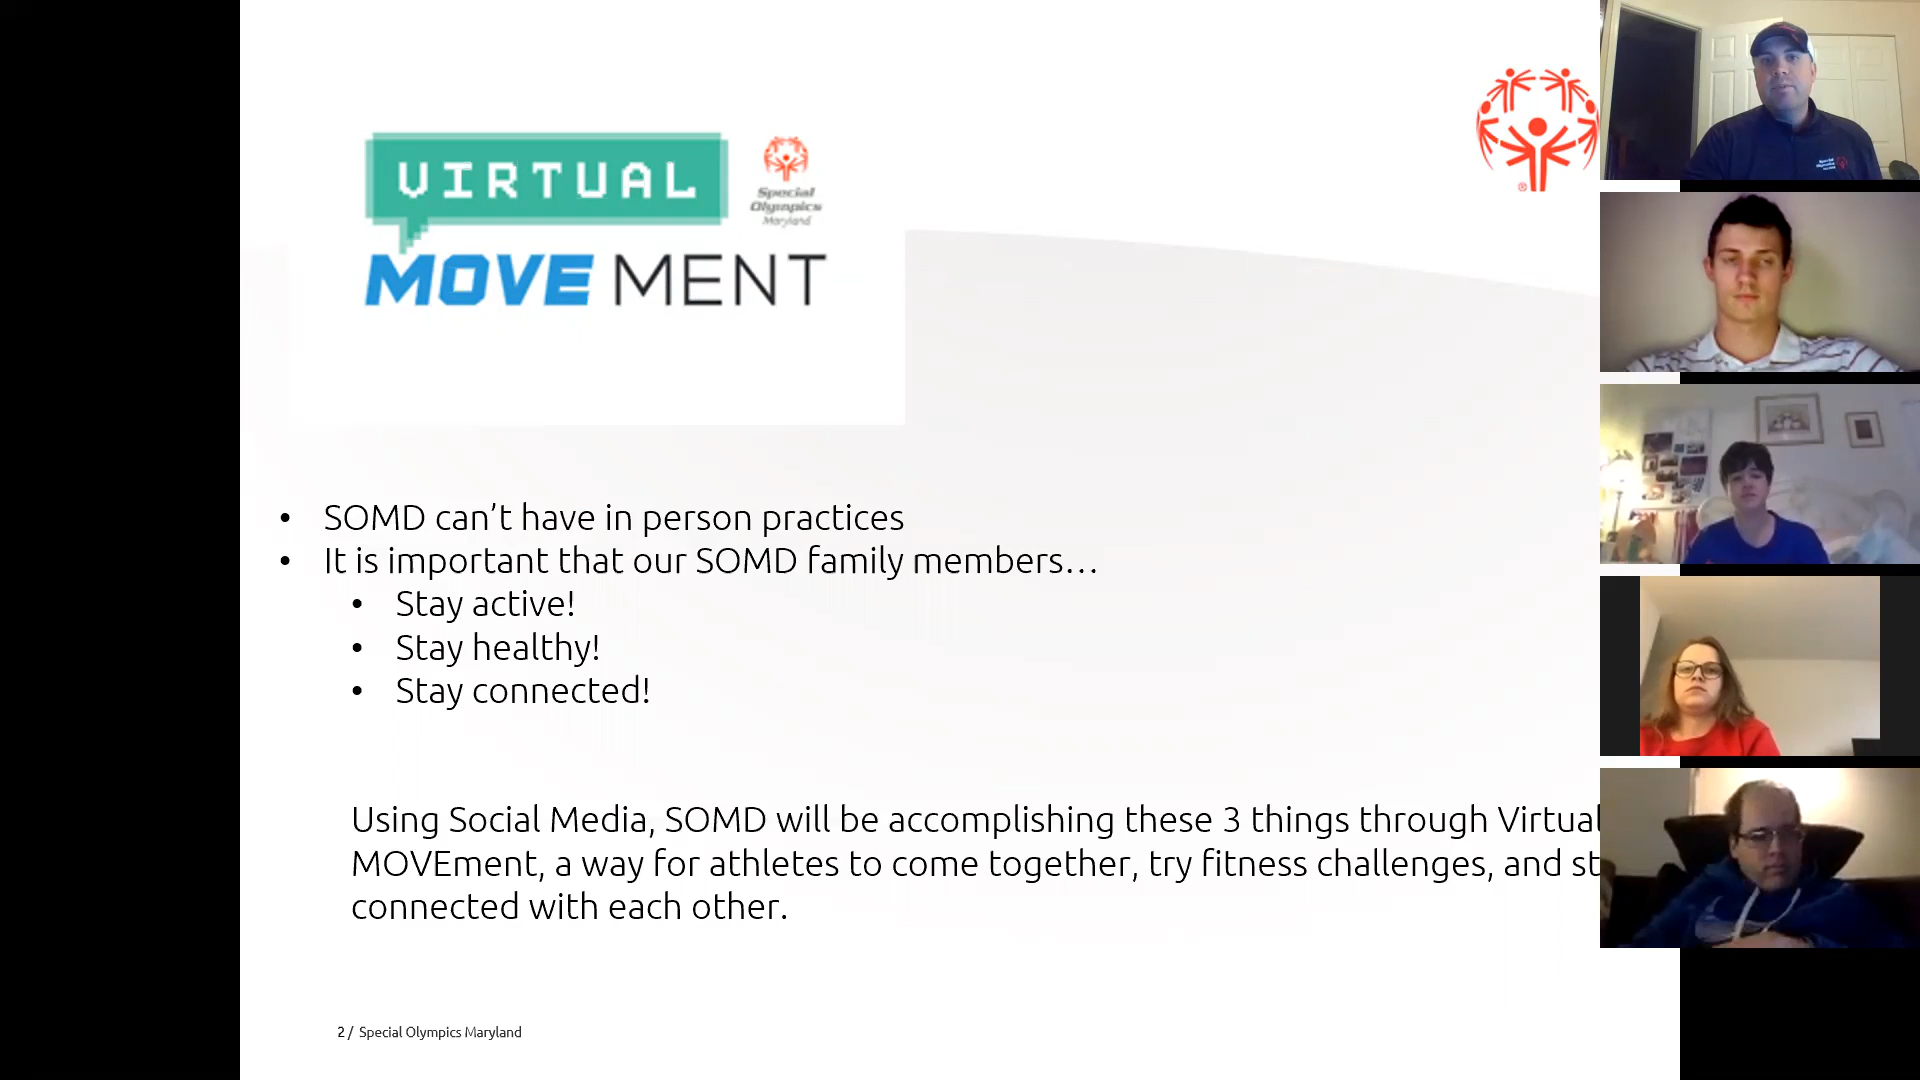 VIRTUAL
Special
Olympics
Maryland
MOVEMENT
®
• SOMD can’t have in person practices
• It is important that our SOMD family members…
• Stay active!
• Stay healthy!
• Stay connected!
Using Social Media, SOMD will be accomplishing these 3 things through Virtual
MOVEment, a way for athletes to come together, try fitness challenges, and st
connected with each other.
2 / Special Olympics Maryland
Special
Olympics